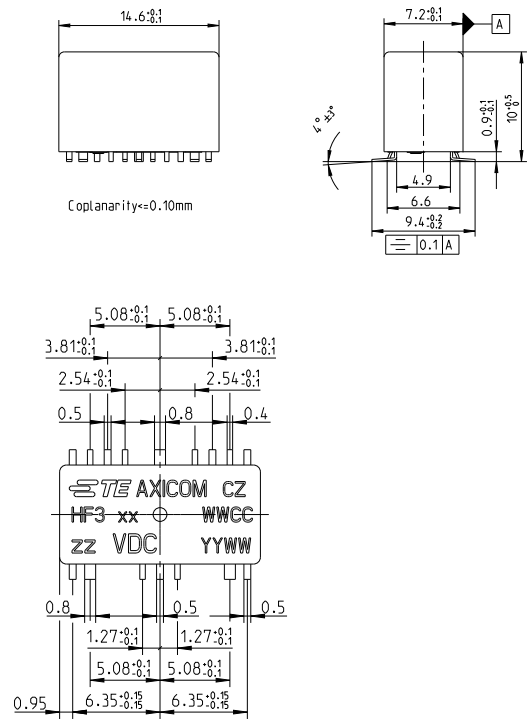 14.6+0.1 -0.1
7.2+0.1 -0.1
A
4° ±3°
0.9+0.1 -0.1
10+0.5 0
4.9
6.6
9.4+0.2 -0.2
0.1 A
Coplanarity<=0.10mm
5.08+0.1 -0.1 5.08+0.1 -0.1
3.81+0.1 -0.1 3.81+0.1 -0.1
2.54+0.1 -0.1 2.54+0.1 -0.1
0.5 0.8 0.4
TE AXICOM CZ
HF3 xx WWCC
ZZ VDC YYWW
0.8 0.5 0.5
1.27+0.1 -0.1 1.27+0.1 -0.1
5.08+0.1 -0.1 5.08+0.1 -0.1
0.95 6.35+0.15 -0.15 6.35+0.15 -0.15